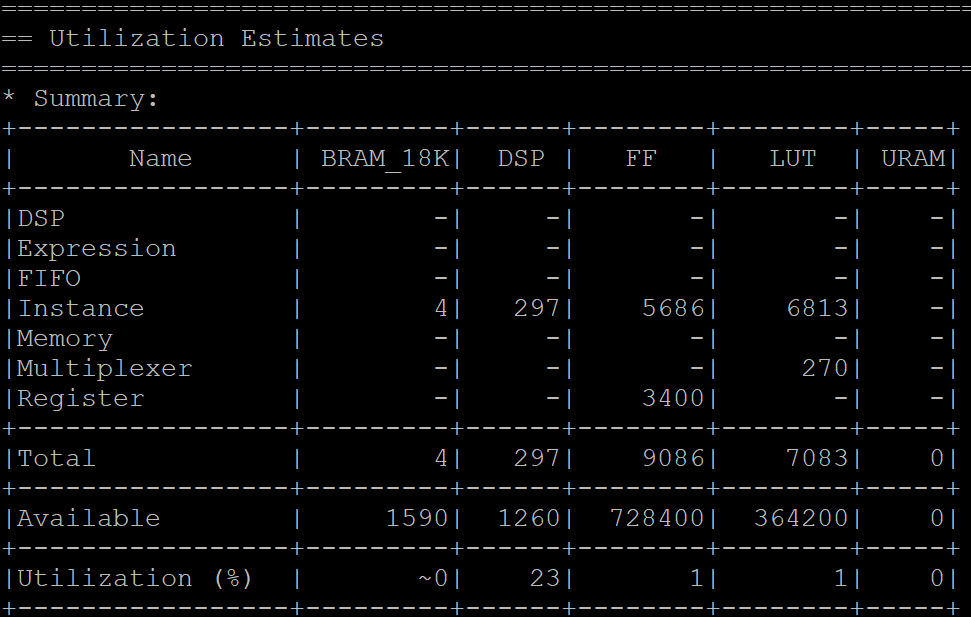 ================================================================
== Utilization Estimates
================================================================
* Summary:
+-----------------+---------+------+--------+--------+-----+
|       Name      | BRAM_18K|  DSP |   FF   |   LUT  | URAM|
+-----------------+---------+------+--------+--------+-----+
|DSP              |        -|     -|       -|       -|    -|
|Expression       |        -|     -|       -|       -|    -|
|FIFO             |        -|     -|       -|       -|    -|
|Instance         |        4|   297|    5686|    6813|    -|
|Memory           |        -|     -|       -|       -|    -|
|Multiplexer      |        -|     -|       -|     270|    -|
|Register         |        -|     -|    3400|       -|    -|
+-----------------+---------+------+--------+--------+-----+
|Total            |        4|   297|    9086|    7083|    0|
+-----------------+---------+------+--------+--------+-----+
|Available        |     1590|  1260|  728400|  364200|    0|
+-----------------+---------+------+--------+--------+-----+
|Utilization (%)  |       ~0|    23|       1|       1|    0|
+-----------------+---------+------+--------+--------+-----+